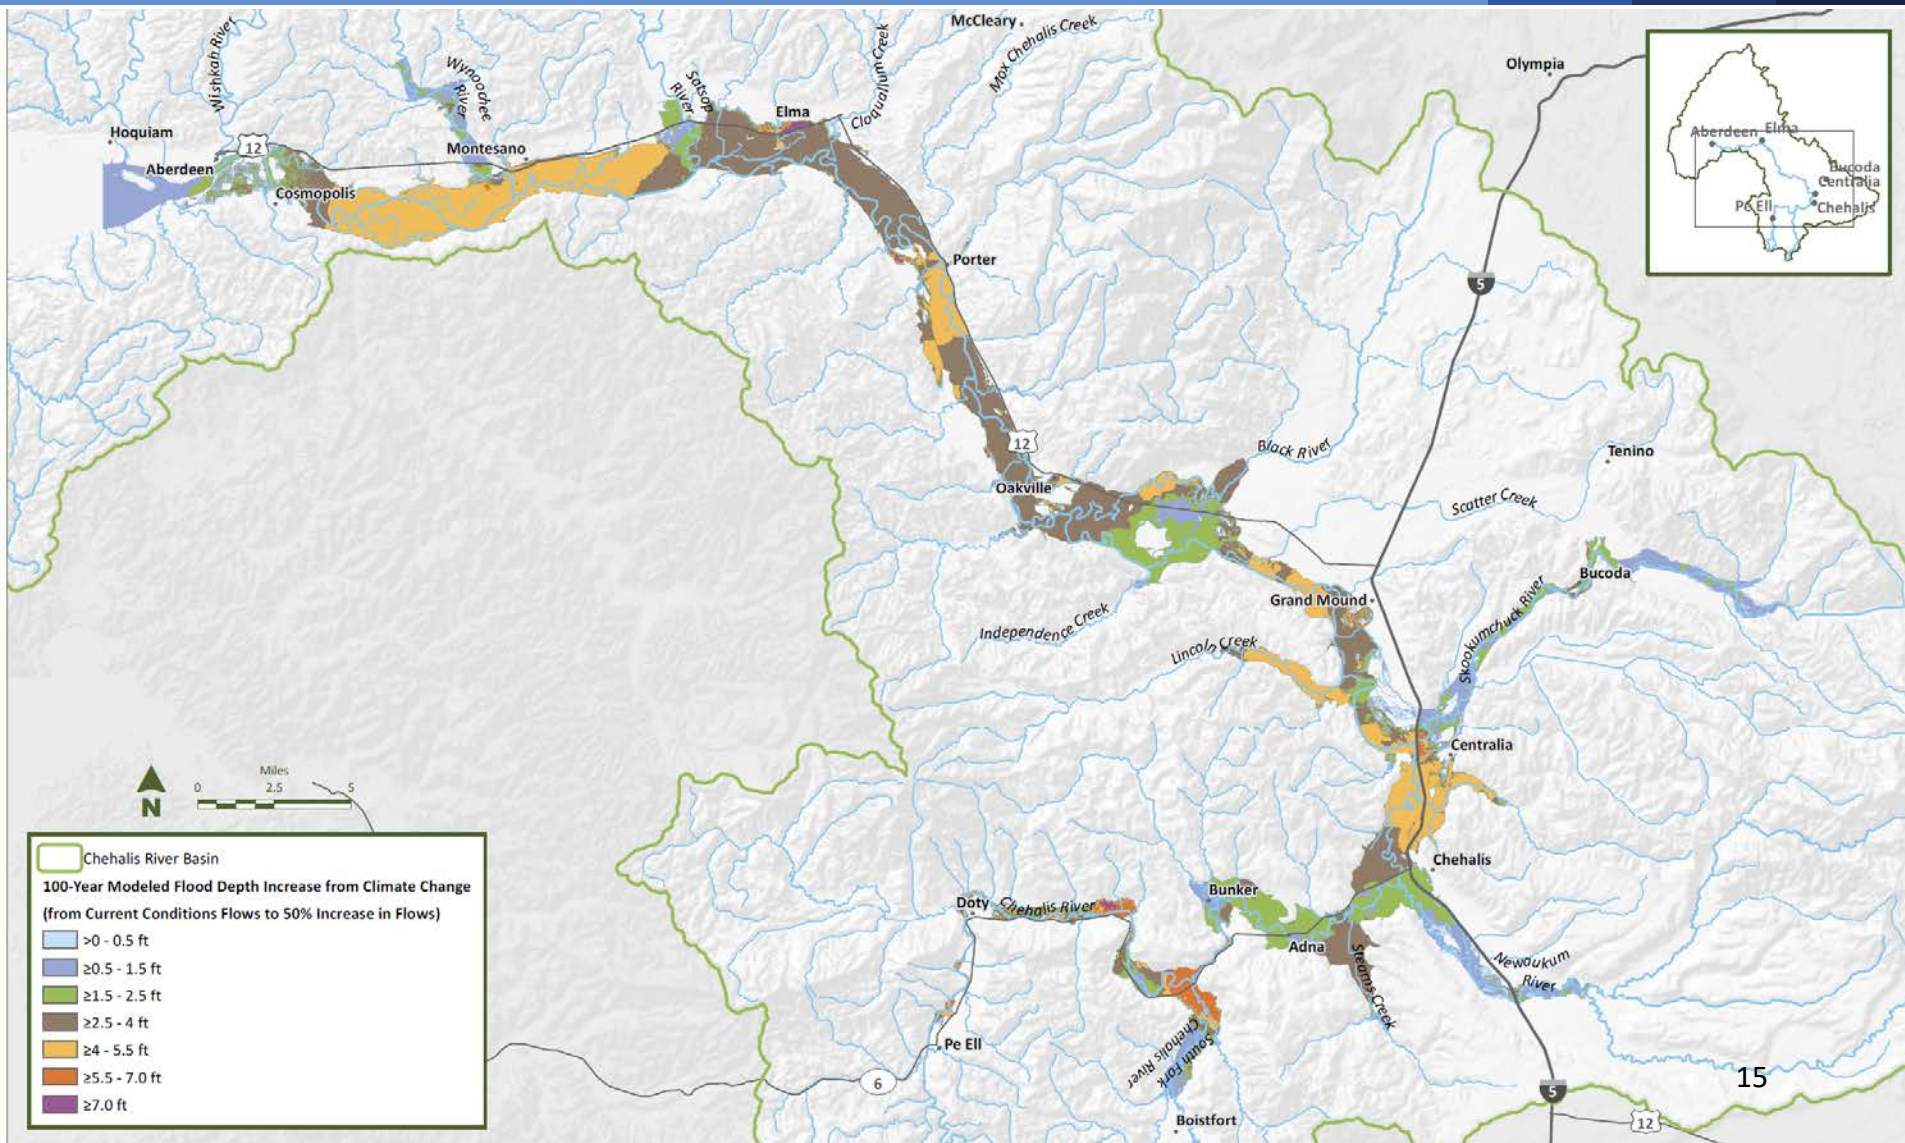 McCleary
Mox Chehalis Creek
Cloquallum Creek
Wishkah River
Wynoochee
River
Satsop
River
Elma
Olympia
Hoquiam
12
Montesano
Aberdeen
Cosmopolis
Aberdeen
Elma
Bucoda
Centralia
Pe Ell
Chehalis
Porter
5
12
Black River
Tenino
Oakville
Scatter Creek
Bucoda
Grand Mound
Independence Creek
Skookumchuck River
Lincoln Creek
Centralia
Miles
0 2.5 5
N
Chehalis
Bunker
Doty
Chehalis River
Adna
Stearns Creek
Newaukum
River
South Fork
Chehalis River
Pe Ell
6
15
5
12
Boistfort
Chehalis River Basin
100-Year Modeled Flood Depth Increase from Climate Change
(from Current Conditions Flows to 50% Increase in Flows)
>0 - 0.5 ft
≥0.5 - 1.5 ft
≥1.5 - 2.5 ft
≥2.5 - 4 ft
≥4 - 5.5 ft
≥5.5 - 7.0 ft
≥7.0 ft